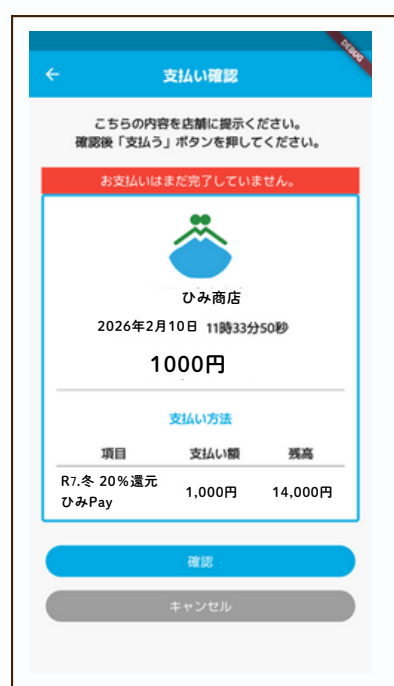 DEBUG
← 支払い確認
こちらの内容を店舗に提示ください。
確認後「支払う」ボタンを押してください。
お支払いはまだ完了していません。
ひみ商店
2026年2月10日 11時33分50秒
1000円
支払い方法
項目 支払い額 残高
R7.冬 20%還元
ひみPay 1,000円 14,000円
確認
キャンセル